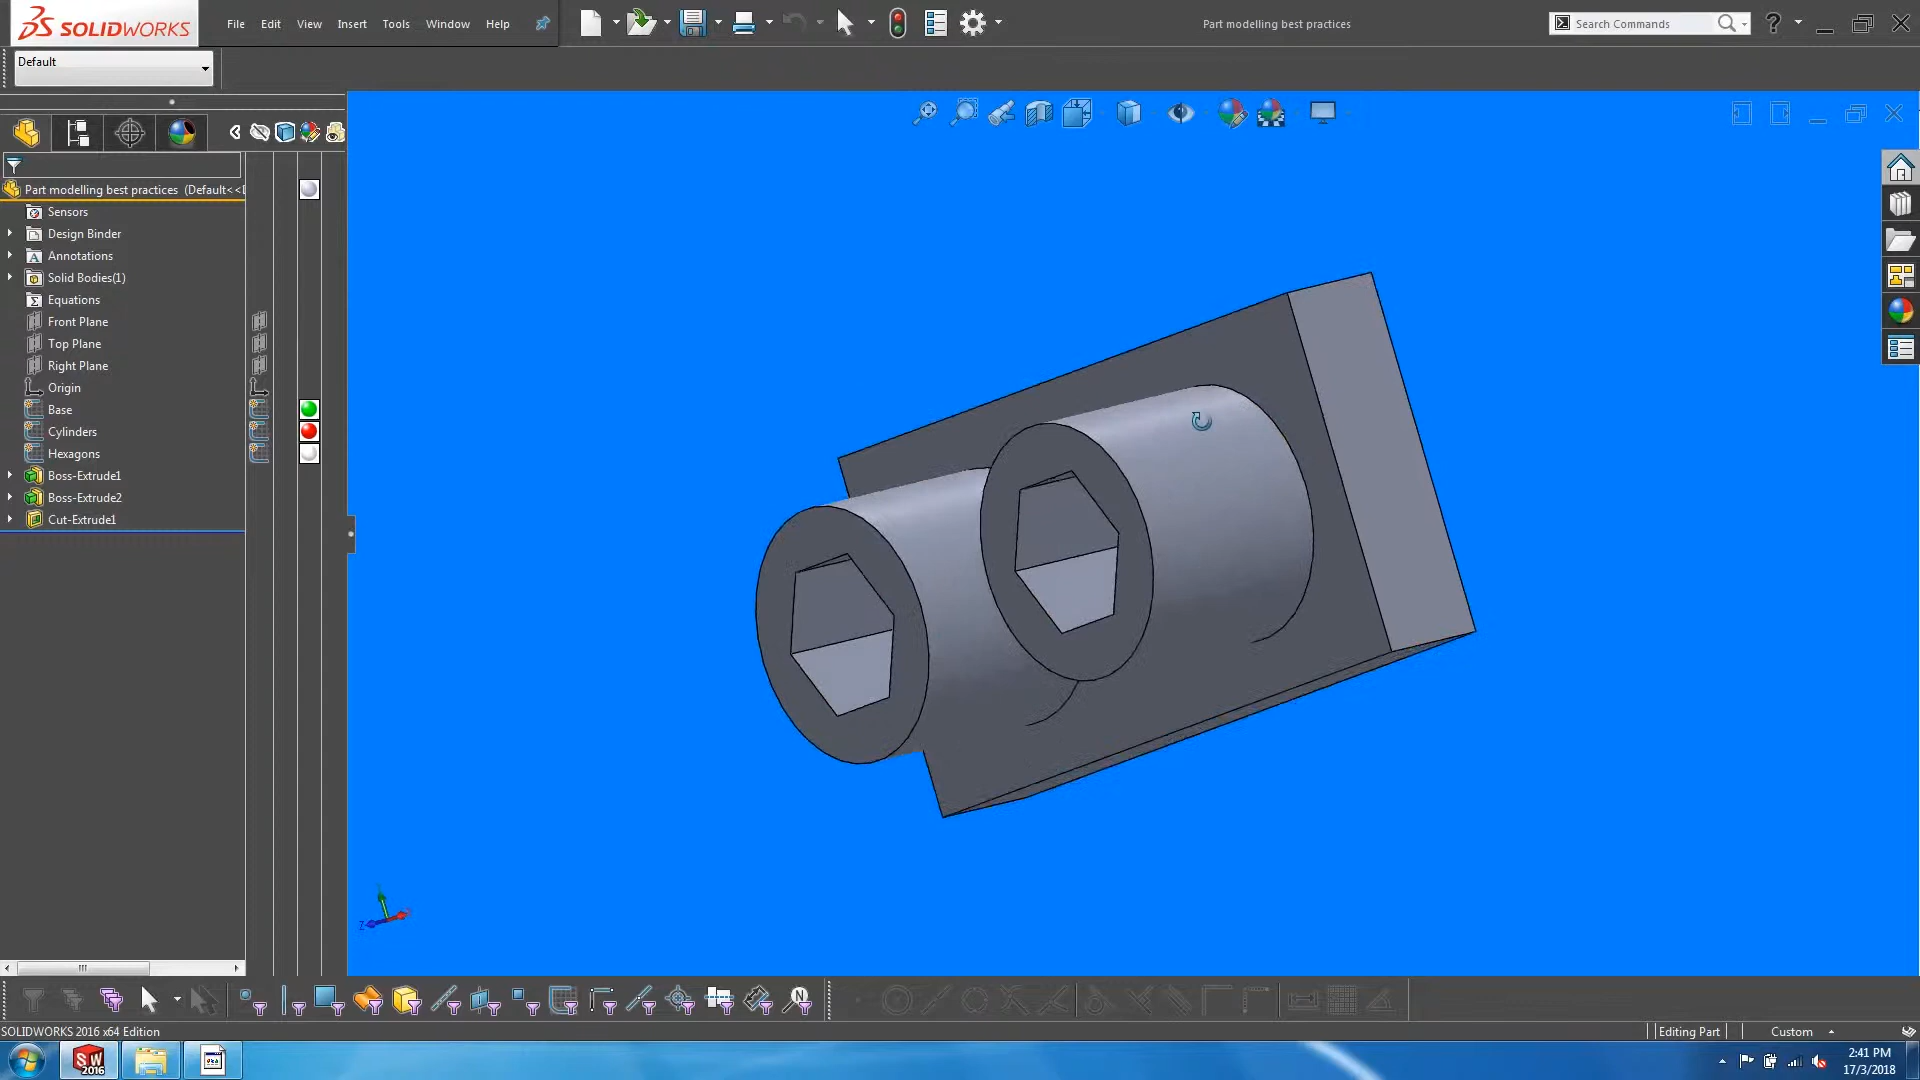 SOLIDWORKS
File Edit View Insert Tools Window Help
Part modelling best practices
Search Commands
Default
Part modelling best practices (Default<<
Sensors
Design Binder
Annotations
Solid Bodies(1)
Equations
Front Plane
Top Plane
Right Plane
Origin
Base
Cylinders
Hexagons
Boss-Extrude1
Boss-Extrude2
Cut-Extrude1
Z
SOLIDWORKS 2016 x64 Edition
Editing Part
Custom
SW
2016
2:41 PM
17/3/2018